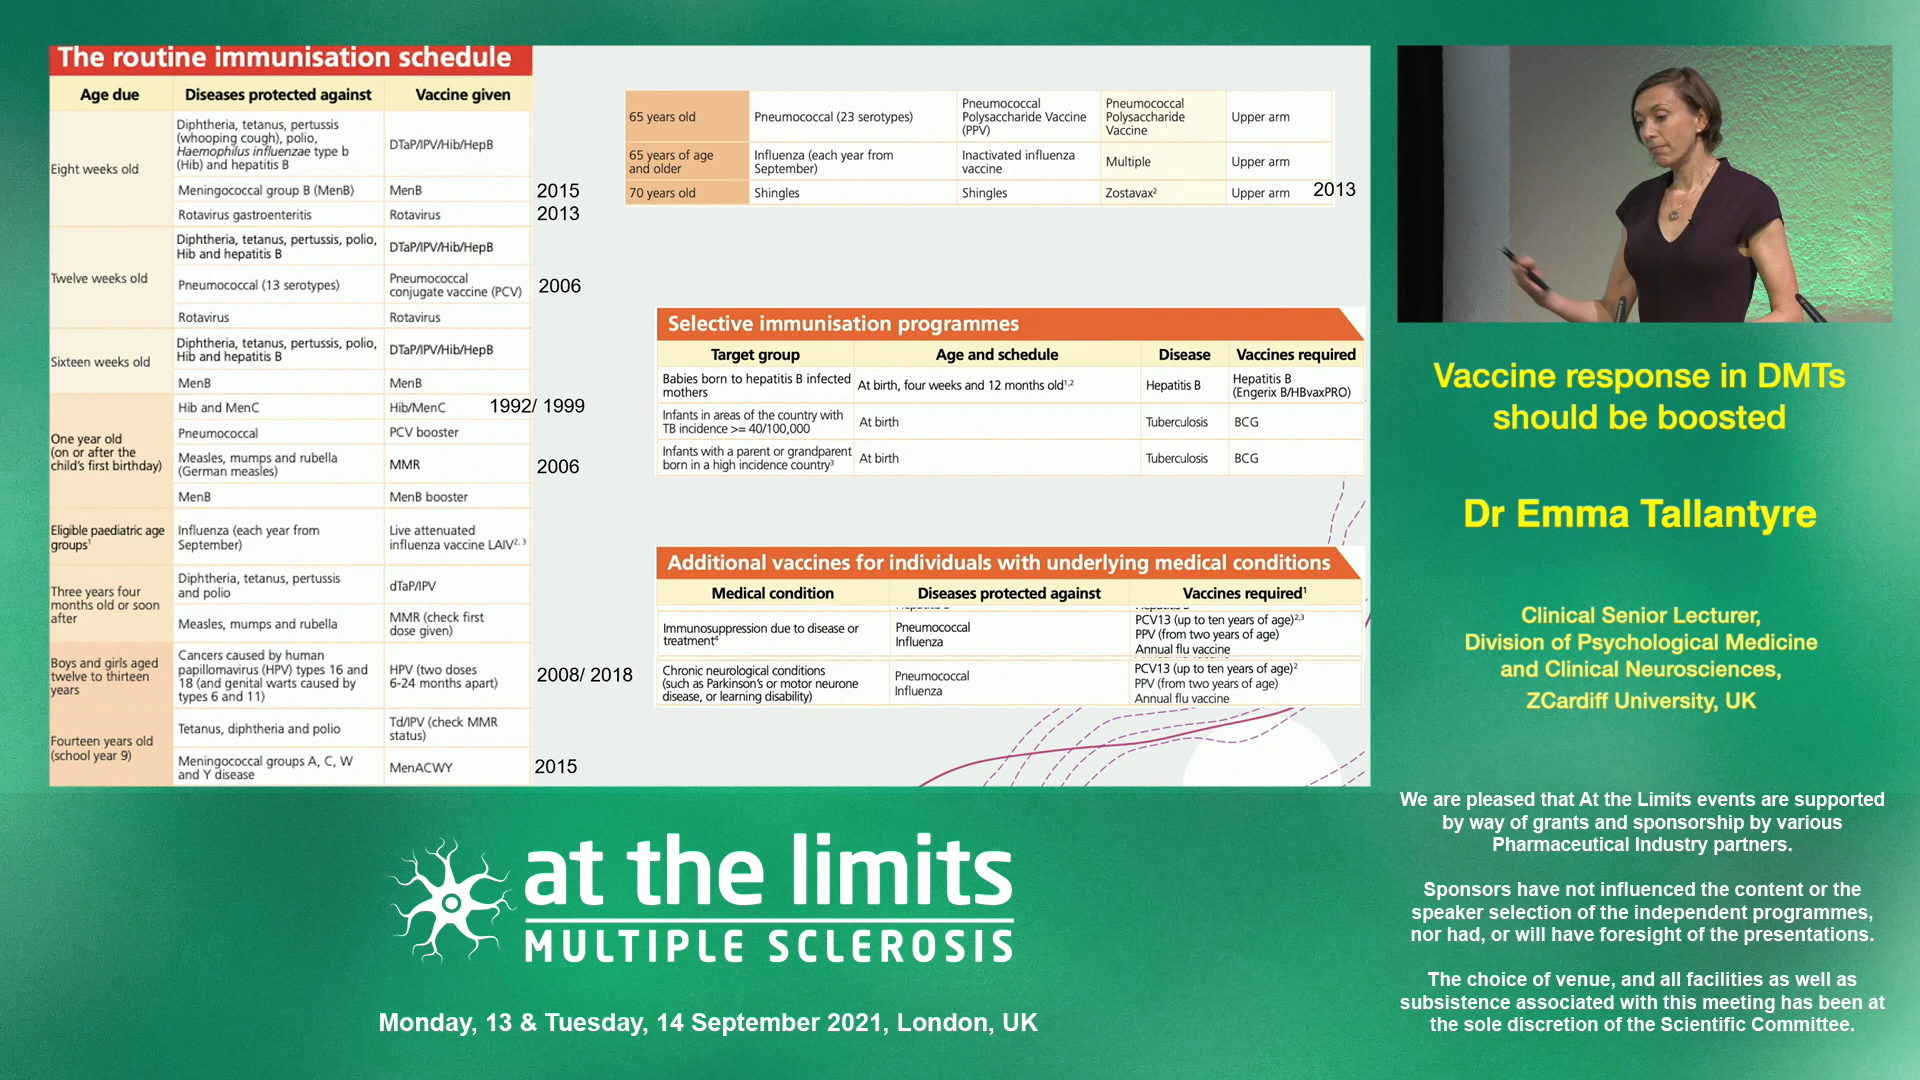 The routine immunisation schedule
Age due Diseases protected against Vaccine given
Eight weeks old
Diphtheria, tetanus, pertussis
(whooping cough), polio,
Haemophilus influenzae type b
(Hib) and hepatitis B
DTaP/IPV/Hib/HepB
Meningococcal group B (MenB) MenB 2015
Rotavirus gastroenteritis Rotavirus 2013
Twelve weeks old
Diphtheria, tetanus, pertussis, polio,
Hib and hepatitis B
DTaP/IPV/Hib/HepB
Pneumococcal (13 serotypes)
Pneumococcal
conjugate vaccine (PCV)
2006
Rotavirus Rotavirus
Sixteen weeks old
Diphtheria, tetanus, pertussis, polio,
Hib and hepatitis B
DTaP/IPV/Hib/HepB
MenB MenB
One year old
(on or after the
child's first birthday)
Hib and MenC Hib/MenC 1992/ 1999
Pneumococcal PCV booster
Measles, mumps and rubella
(German measles)
MMR 2006
MenB MenB booster
Eligible paediatric age
groups¹
Influenza (each year from
September)
Live attenuated
influenza vaccine LAIV²,³
Three years four
months old or soon
after
Diphtheria, tetanus, pertussis
and polio
dTaP/IPV
Measles, mumps and rubella
MMR (check first
dose given)
Boys and girls aged
twelve to thirteen
years
Cancers caused by human
papillomavirus (HPV) types 16 and
18 (and genital warts caused by
types 6 and 11)
HPV (two doses
6-24 months apart)
2008/ 2018
Fourteen years old
(school year 9)
Tetanus, diphtheria and polio
Td/IPV (check MMR
status)
Meningococcal groups A, C, W
and Y disease
MenACWY 2015
65 years old
Pneumococcal (23 serotypes)
Pneumococcal
Polysaccharide Vaccine
(PPV)
Pneumococcal
Polysaccharide
Vaccine
Upper arm
65 years of age
and older
Influenza (each year from
September)
Inactivated influenza
vaccine
Multiple
Upper arm
70 years old Shingles Shingles Zostavax² Upper arm 2013
Selective immunisation programmes
Target group Age and schedule Disease Vaccines required
Babies born to hepatitis B infected
mothers
At birth, four weeks and 12 months old¹,²
Hepatitis B
Hepatitis B
(Engerix B/HBvaxPRO)
Infants in areas of the country with
TB incidence >= 40/100,000
At birth Tuberculosis BCG
Infants with a parent or grandparent
born in a high incidence country³
At birth Tuberculosis BCG
Additional vaccines for individuals with underlying medical conditions
Medical condition Diseases protected against Vaccines required¹
Immunosuppression due to disease or
treatment⁴
Pneumococcal
Influenza
PCV13 (up to ten years of age)²,³
PPV (from two years of age)
Annual flu vaccine
Chronic neurological conditions
(such as Parkinson's or motor neurone
disease, or learning disability)
Pneumococcal
Influenza
PCV13 (up to ten years of age)²
PPV (from two years of age)
Annual flu vaccine
Vaccine response in DMTs
should be boosted
Dr Emma Tallantyre
Clinical Senior Lecturer,
Division of Psychological Medicine
and Clinical Neurosciences,
ZCardiff University, UK
We are pleased that At the Limits events are supported
by way of grants and sponsorship by various
Pharmaceutical Industry partners.
Sponsors have not influenced the content or the
speaker selection of the independent programmes,
nor had, or will have foresight of the presentations.
The choice of venue, and all facilities as well as
subsistence associated with this meeting has been at
the sole discretion of the Scientific Committee.
at the limits
MULTIPLE SCLEROSIS
Monday, 13 & Tuesday, 14 September 2021, London, UK